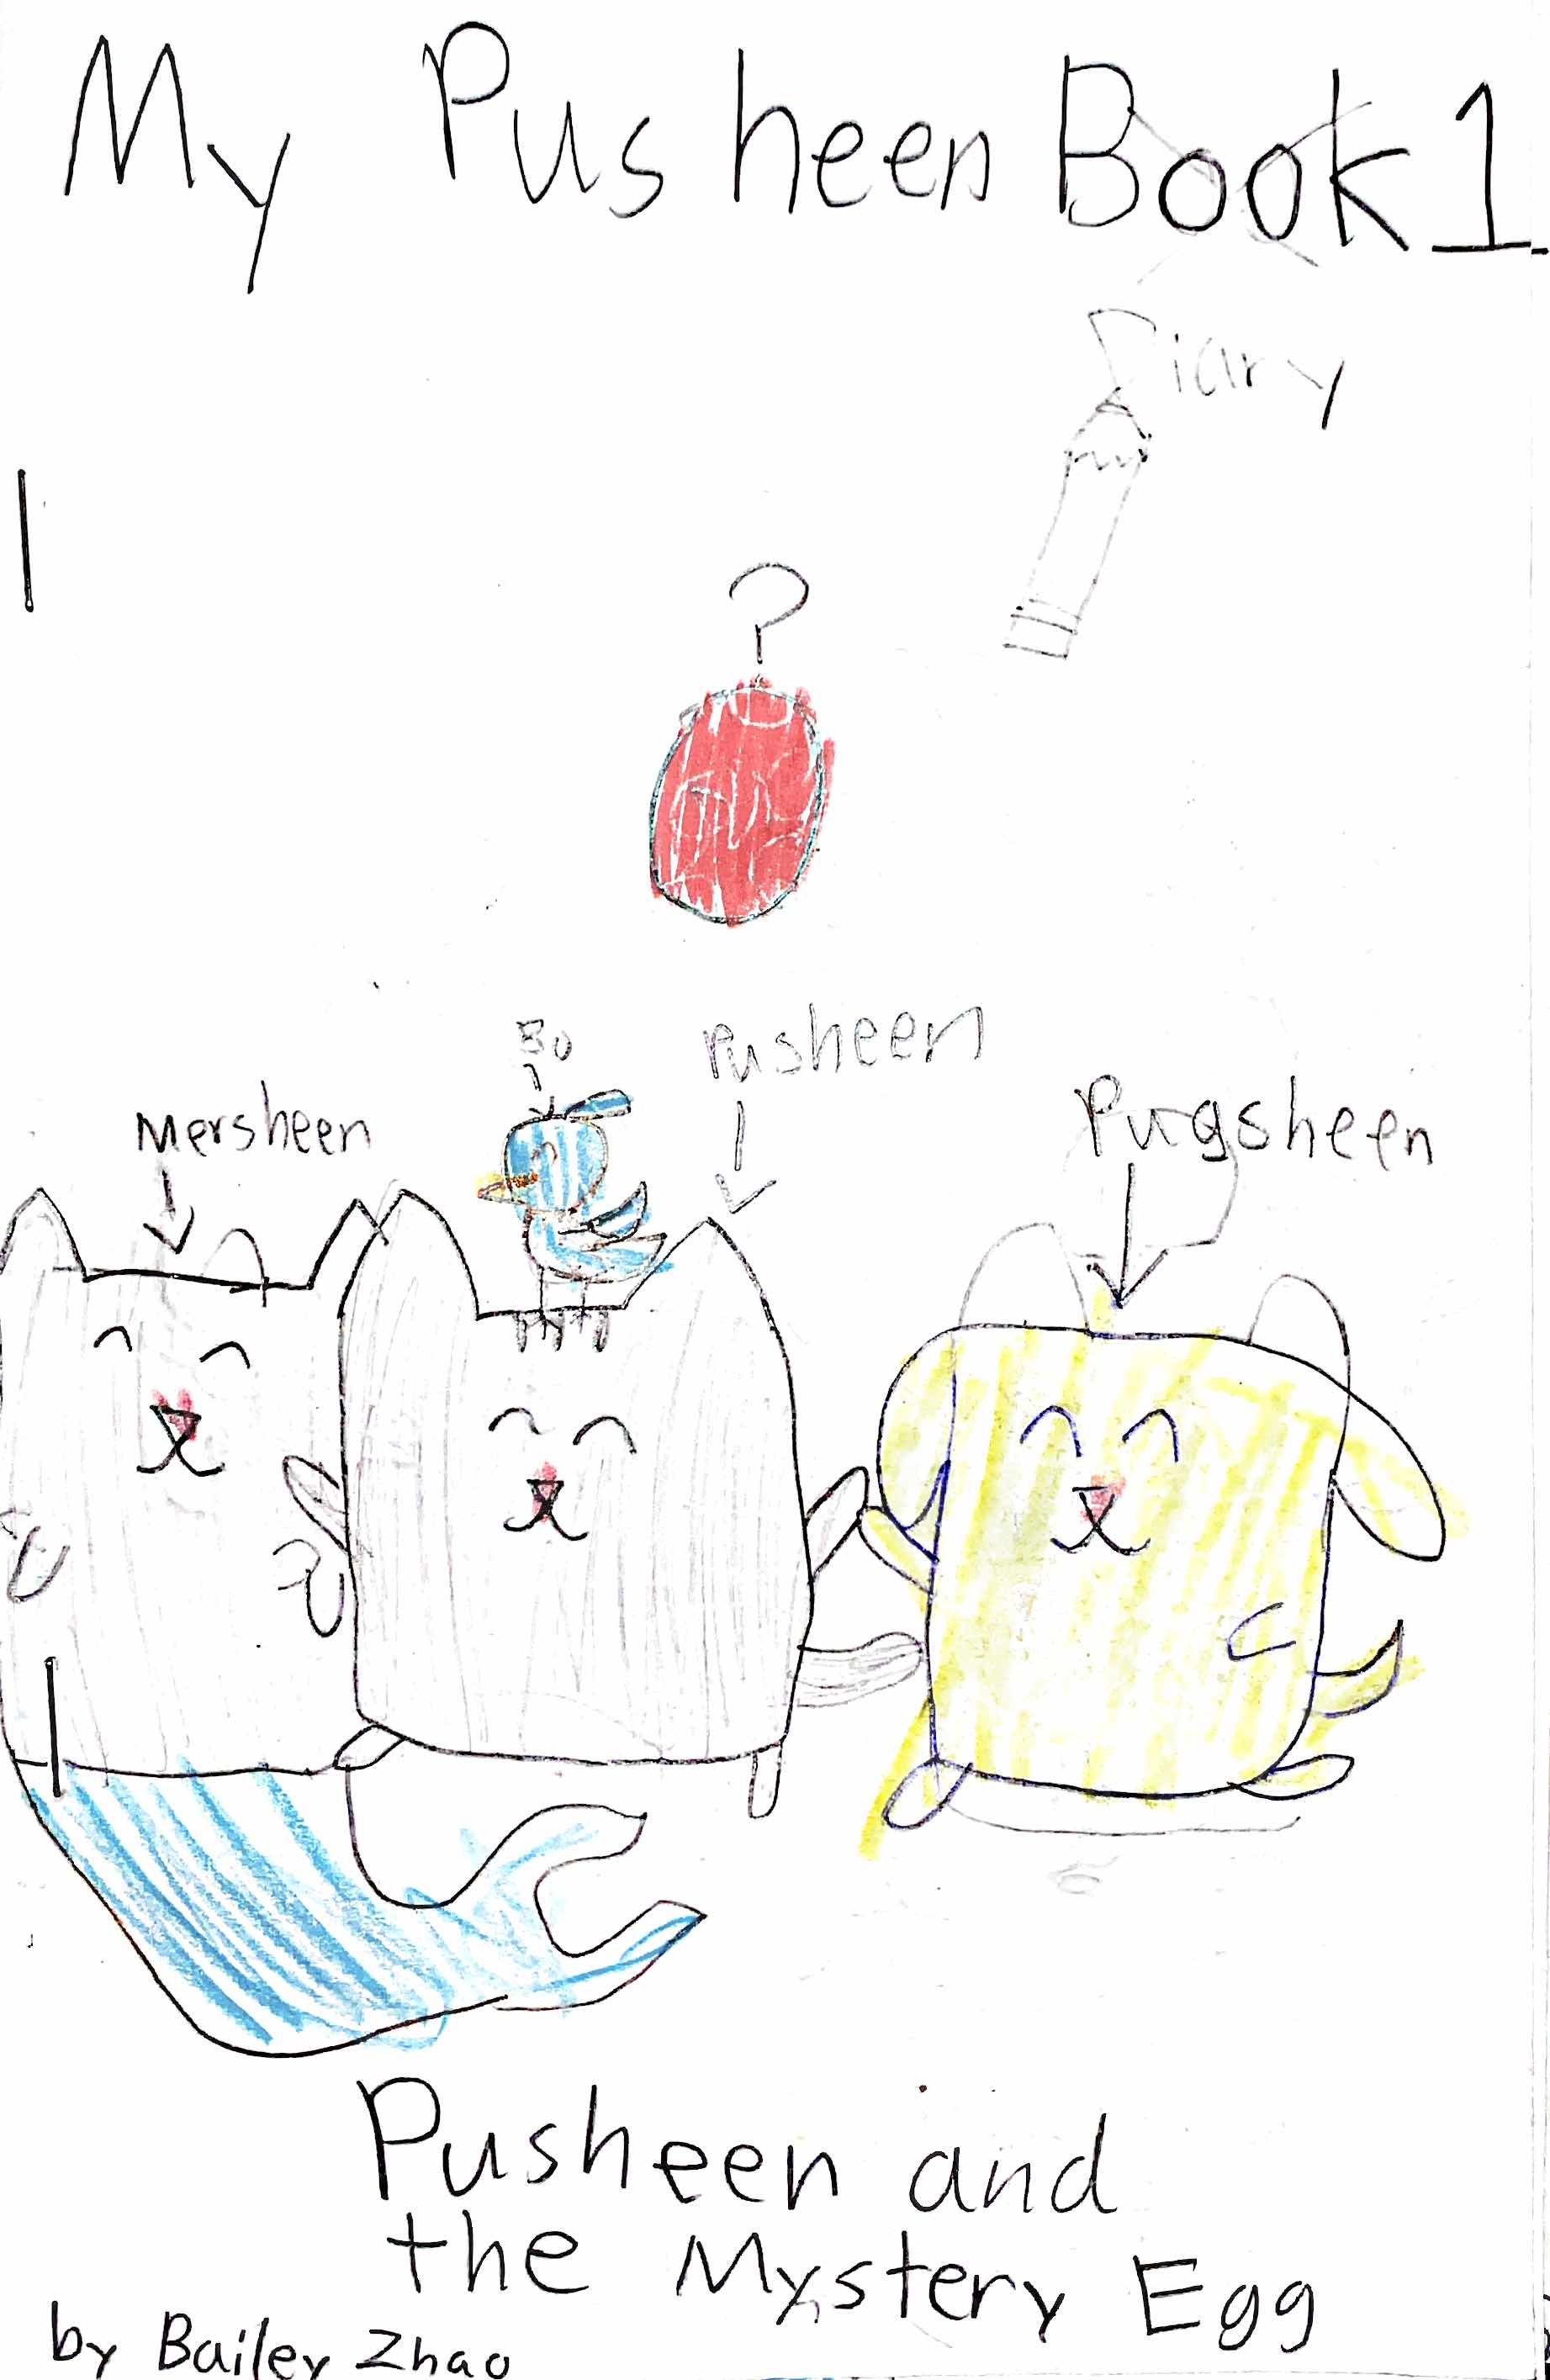 My Pusheen Book 1.
Diary
?
Bo
Pusheen
Mersheen
Pugsheen
Pusheen and
the Mystery Egg
by Bailey Zhao